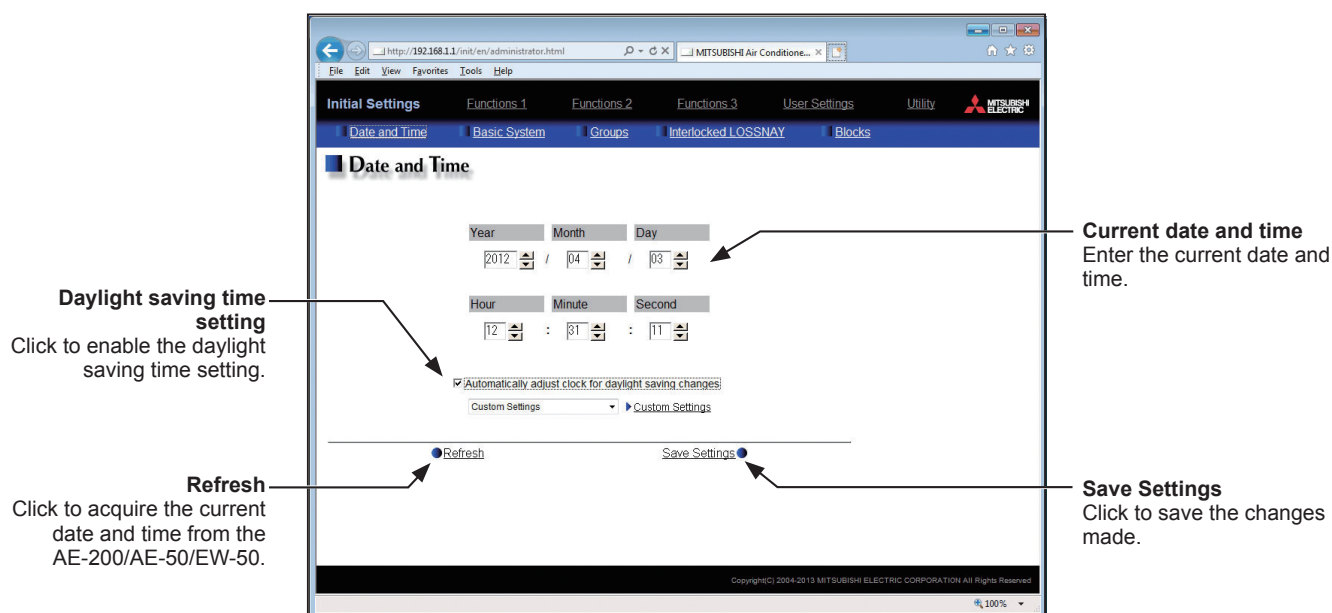 http://192.168.1.1/init/en/administrator.html
MITSUBISHI Air Conditione...
File Edit View Favorites Tools Help
Initial Settings Functions 1 Functions 2 Functions 3 User Settings Utility MITSUBISHI ELECTRIC
Date and Time Basic System Groups Interlocked LOSSNAY Blocks
Date and Time
Year Month Day
2012 / 04 / 03
Current date and time
Enter the current date and
time.
Daylight saving time
setting
Click to enable the daylight
saving time setting.
Hour Minute Second
12 : 31 : 11
Automatically adjust clock for daylight saving changes
Custom Settings Custom Settings
Refresh Save Settings
Refresh
Click to acquire the current
date and time from the
AE-200/AE-50/EW-50.
Save Settings
Click to save the changes
made.
Copyright(C) 2004-2013 MITSUBISHI ELECTRIC CORPORATION All Rights Reserved
100%